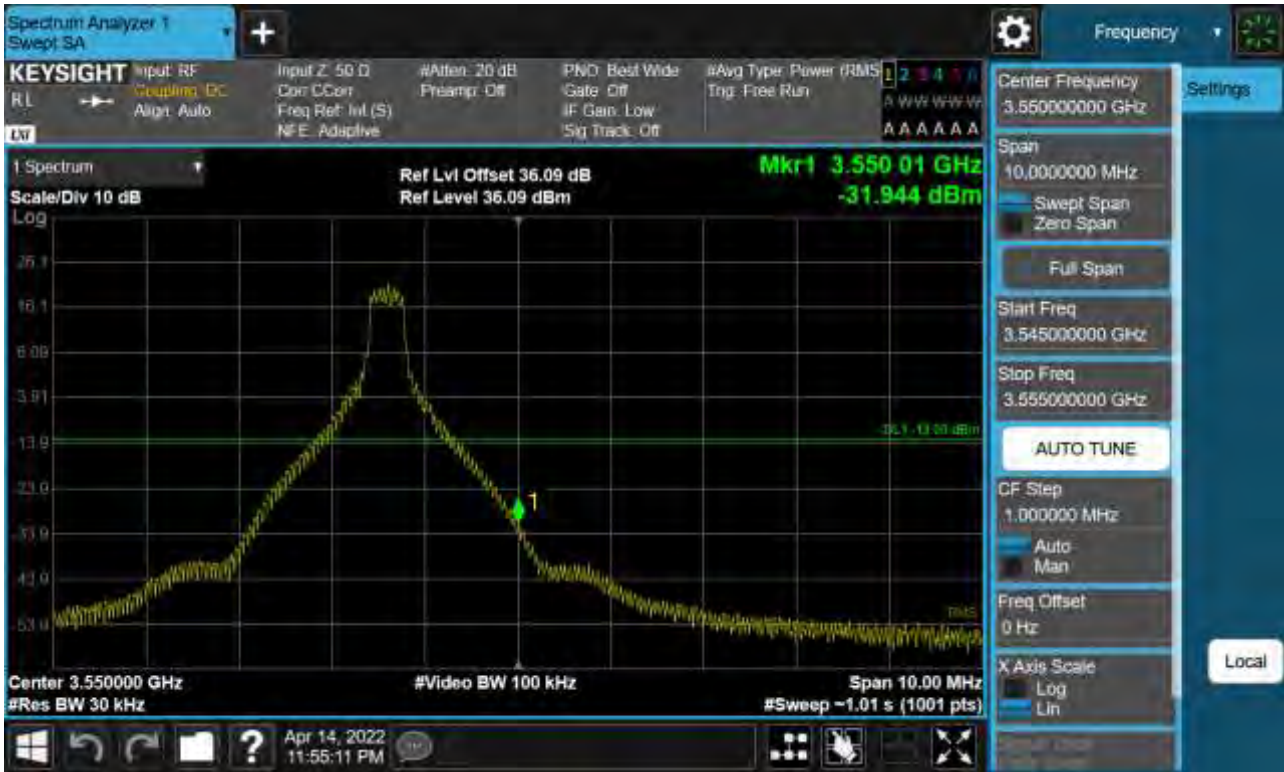 Spectrum Analyzer 1
Swept SA
Frequency
KEYSIGHT
RL
LXI
Input: RF
Coupling: DC
Align: Auto
Input Z: 50 Ω
Corr CCorr
Freq Ref: Int (S)
NFE: Adaptive
#Atten: 20 dB
Preamp: Off
PNO: Best Wide
Gate: Off
IF Gain: Low
Sig Track: Off
#Avg Type: Power (RMS
Trig: Free Run
1 2 3 4 5 6
A W W W W W
A A A A A A
1 Spectrum
Scale/Div 10 dB
Log
Ref Lvl Offset 36.09 dB
Ref Level 36.09 dBm
Mkr1 3.550 01 GHz
-31.944 dBm
26.1
16.1
6.09
-3.91
-13.9
-23.9
-33.9
-43.9
-53.9
DL1 -13.00 dBm
1
RMS
Center 3.550000 GHz
#Res BW 30 kHz
#Video BW 100 kHz
Span 10.00 MHz
#Sweep ~1.01 s (1001 pts)
Center Frequency
3.550000000 GHz
Span
10.0000000 MHz
Swept Span
Zero Span
Full Span
Start Freq
3.545000000 GHz
Stop Freq
3.555000000 GHz
AUTO TUNE
CF Step
1.000000 MHz
Auto
Man
Freq Offset
0 Hz
X Axis Scale
Log
Lin
Settings
Local
?
Apr 14, 2022
11:55:11 PM